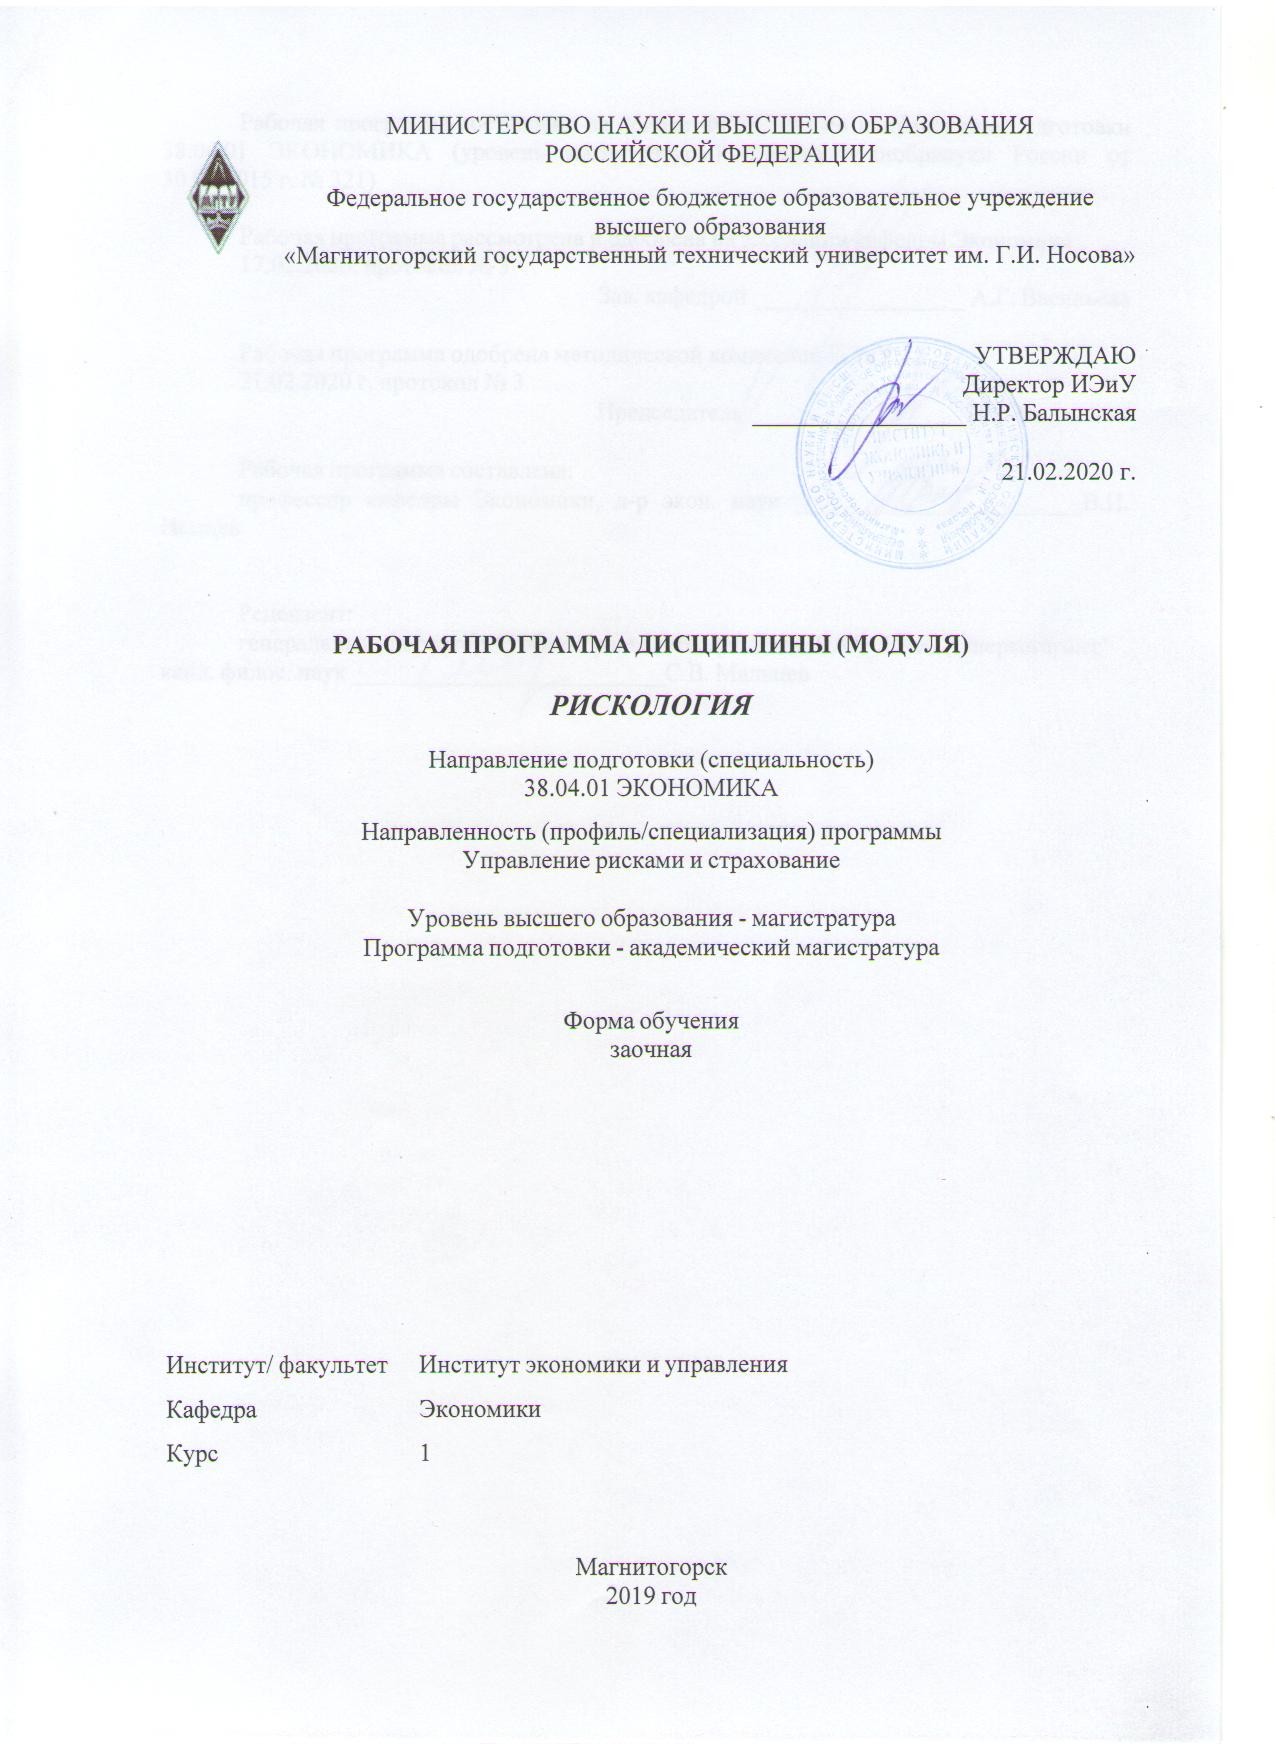 МИНИСТЕРСТВО НАУКИ И ВЫСШЕГО ОБРАЗОВАНИЯ
РОССИЙСКОЙ ФЕДЕРАЦИИ
Федеральное государственное бюджетное образовательное учреждение
высшего образования
«Магнитогорский государственный технический университет им. Г.И. Носова»
УТВЕРЖДАЮ
Директор ИЭиУ
Н.Р. Балынская
ИНСТИТУТ
ЭКОНОМИКИ И
УПРАВЛЕНИЯ
21.02.2020 г.
РАБОЧАЯ ПРОГРАММА ДИСЦИПЛИНЫ (МОДУЛЯ)
РИСКОЛОГИЯ
Направление подготовки (специальность)
38.04.01 ЭКОНОМИКА
Направленность (профиль/специализация) программы
Управление рисками и страхование
Уровень высшего образования - магистратура
Программа подготовки - академический магистратура
Форма обучения
заочная
Институт/ факультет Институт экономики и управления
Кафедра Экономики
Курс 1
Магнитогорск
2019 год